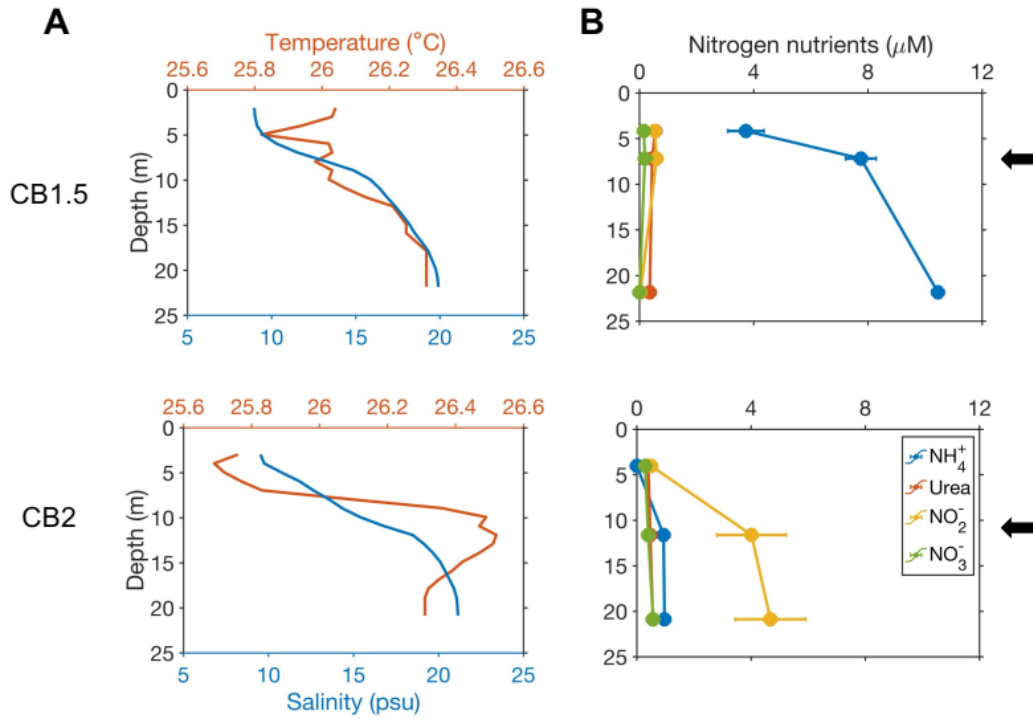 A
B
Temperature (°C)
Nitrogen nutrients (μM)
25.6 25.8 26 26.2 26.4 26.6
0 4 8 12
0
5
10
15
20
25
Depth (m)
CB1.5
5 10 15 20 25
0
5
10
15
20
25
25.6 25.8 26 26.2 26.4 26.6
0 4 8 12
0
5
10
15
20
25
Depth (m)
CB2
5 10 15 20 25
Salinity (psu)
0
5
10
15
20
25
NH₄⁺
Urea
NO₂⁻
NO₃⁻